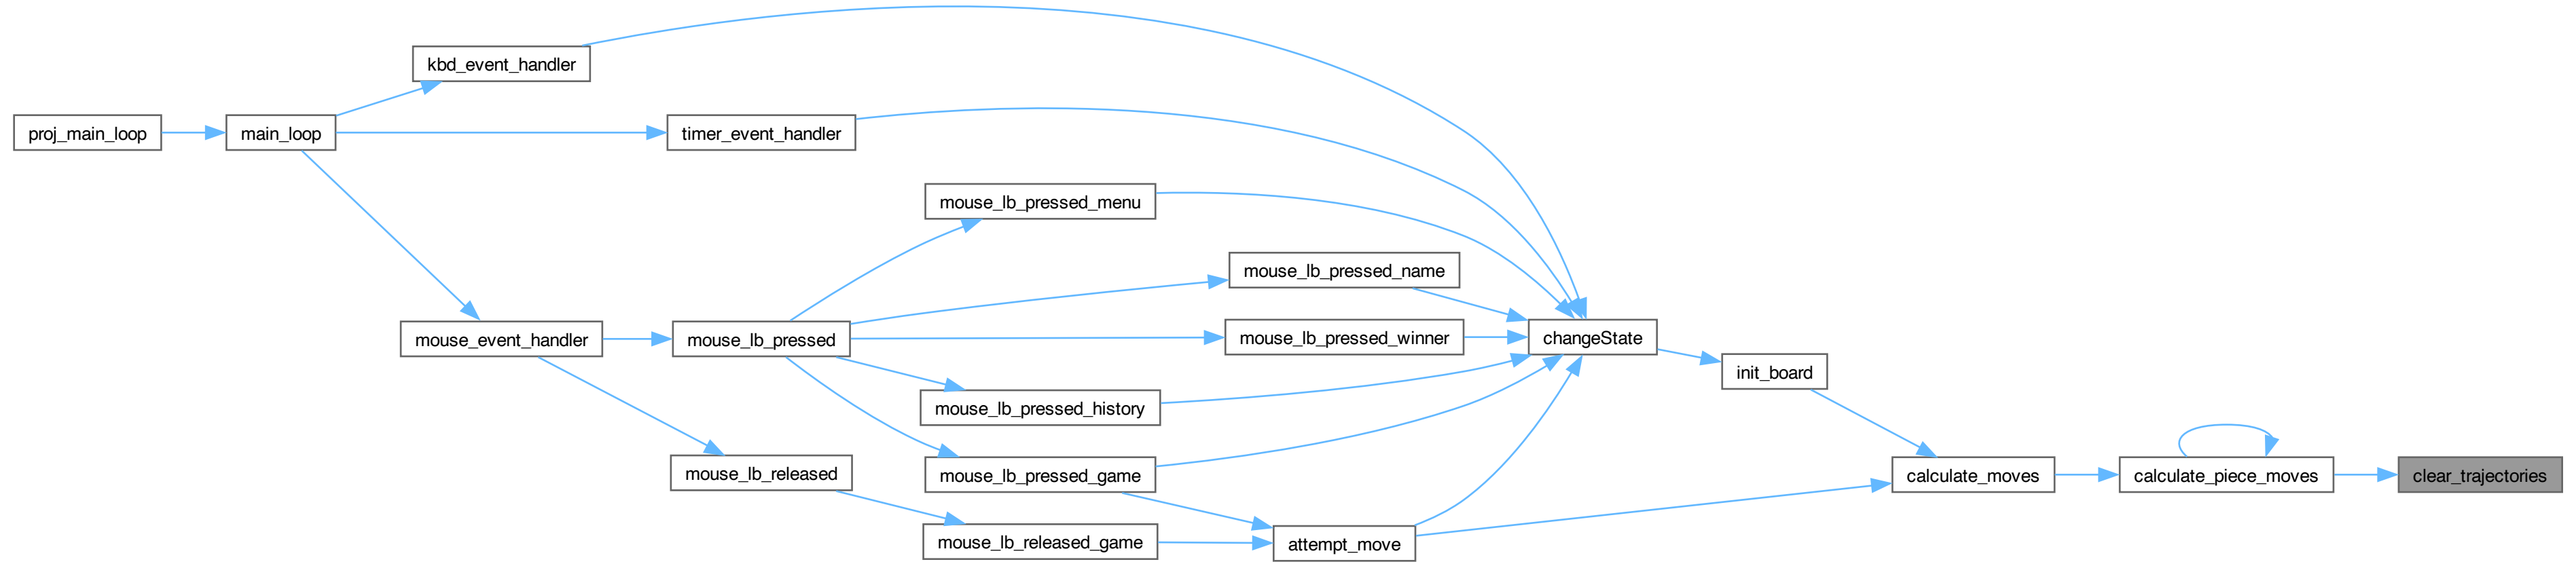 kbd_event_handler
proj_main_loop
main_loop
timer_event_handler
mouse_lb_pressed_menu
mouse_lb_pressed_name
mouse_event_handler
mouse_lb_pressed
mouse_lb_pressed_winner
changeState
init_board
mouse_lb_pressed_history
mouse_lb_released
mouse_lb_pressed_game
calculate_moves
calculate_piece_moves
clear_trajectories
mouse_lb_released_game
attempt_move